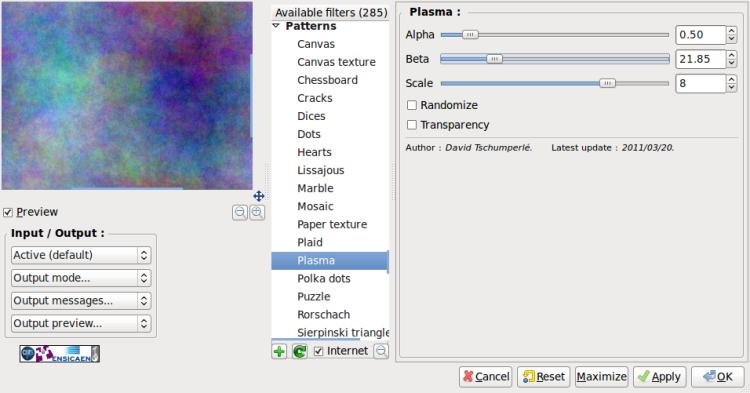 Available filters (285)
Patterns
Canvas
Canvas texture
Chessboard
Cracks
Dices
Dots
Hearts
Lissajous
Marble
Mosaic
Paper texture
Plaid
Plasma
Polka dots
Puzzle
Rorschach
Sierpinski triangle
Internet
Preview
Input / Output :
Active (default)
Output mode...
Output messages...
Output preview...
ENSICAEN
Plasma :
Alpha 0.50
Beta 21.85
Scale 8
Randomize
Transparency
Author : David Tschumperlé. Latest update : 2011/03/20.
Cancel Reset Maximize Apply OK